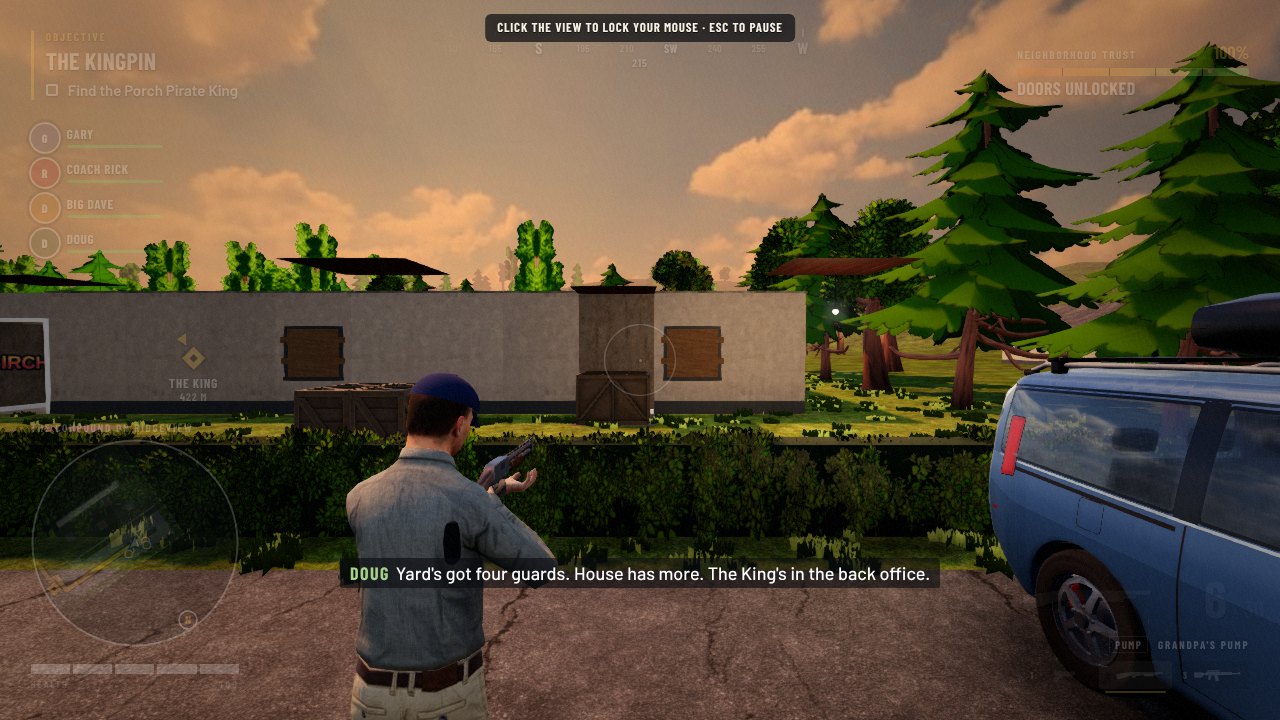 CLICK THE VIEW TO LOCK YOUR MOUSE · ESC TO PAUSE
OBJECTIVE
THE KINGPIN
Find the Porch Pirate King
165 S 195 210 SW 240 255 W
215
NEIGHBORHOOD TRUST 100%
DOORS UNLOCKED
G GARY
R COACH RICK
D BIG DAVE
D DOUG
THE KING
422 M
DOUG Yard's got four guards. House has more. The King's in the back office.
6
PUMP GRANDPA'S PUMP
3